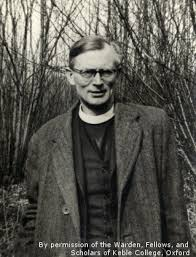 By permission of the Warden, Fellows, and
Scholars of Keble College, Oxford